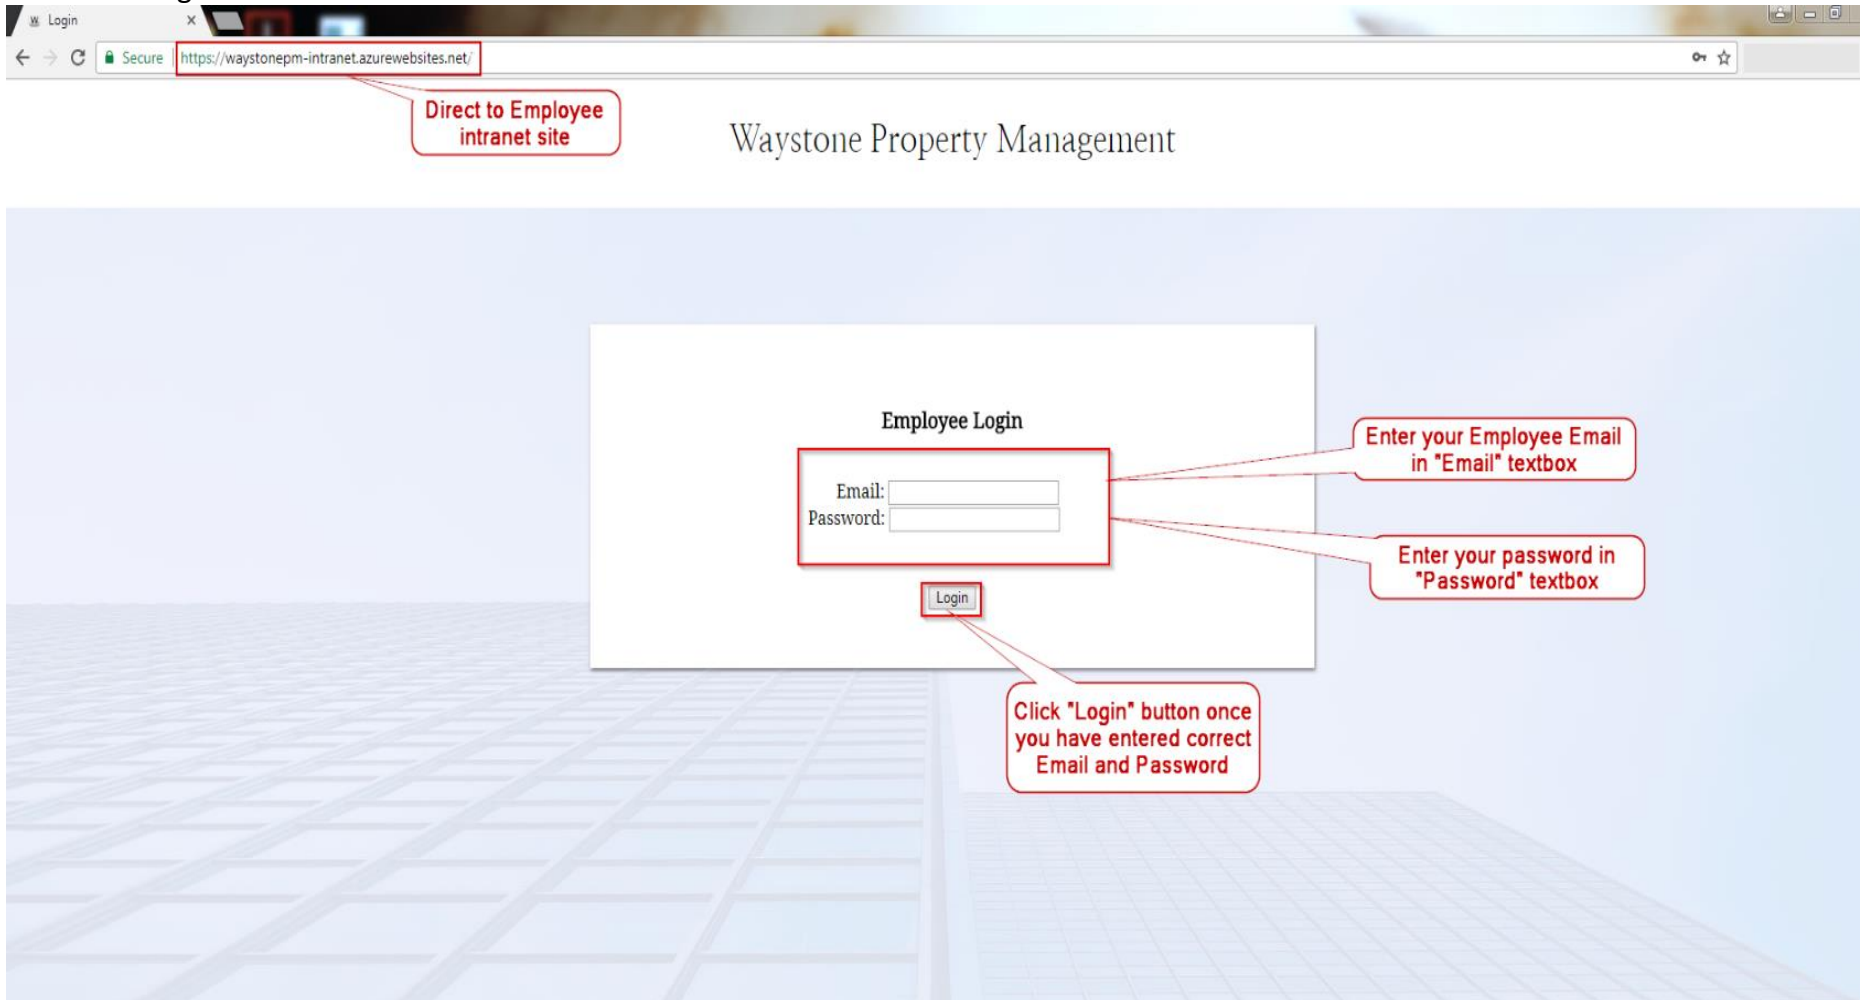 Login
Secure https://waystonepm-intranet.azurewebsites.net/
Direct to Employee
intranet site
Waystone Property Management
Employee Login
Email:
Password:
Login
Enter your Employee Email
in "Email" textbox
Enter your password in
"Password" textbox
Click "Login" button once
you have entered correct
Email and Password